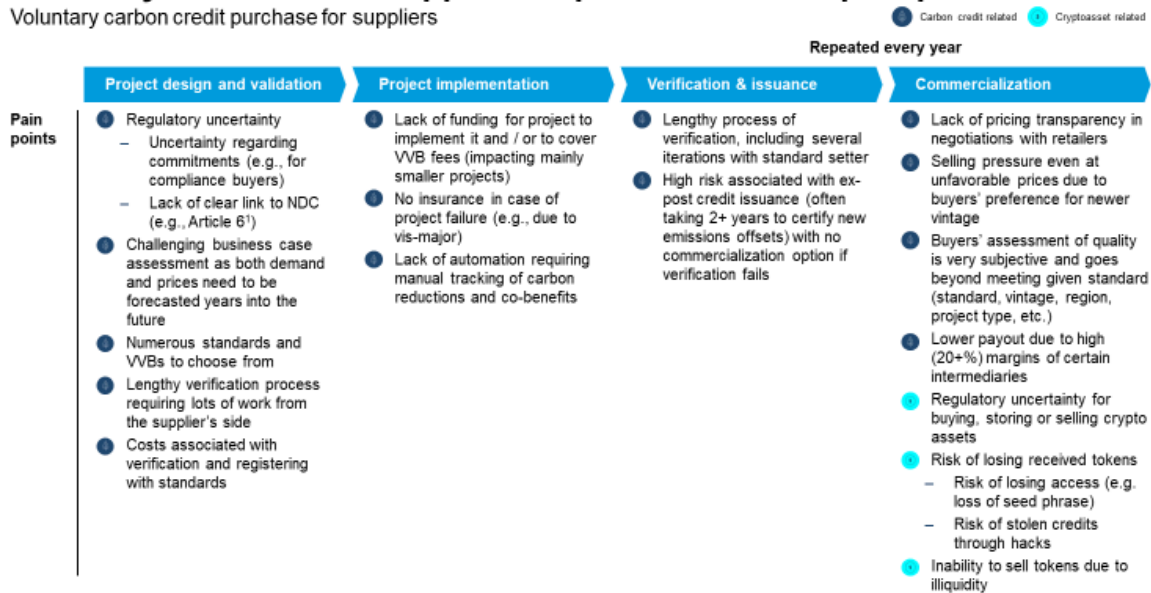 Voluntary carbon credit purchase for suppliers
Carbon credit related
Cryptoasset related
Repeated every year
Project design and validation
Project implementation
Verification & issuance
Commercialization
Pain
points
Regulatory uncertainty
– Uncertainty regarding
commitments (e.g., for
compliance buyers)
– Lack of clear link to NDC
(e.g., Article 6¹)
Challenging business case
assessment as both demand
and prices need to be
forecasted years into the
future
Numerous standards and
VVBs to choose from
Lengthy verification process
requiring lots of work from
the supplier's side
Costs associated with
verification and registering
with standards
Lack of funding for project to
implement it and / or to cover
VVB fees (impacting mainly
smaller projects)
No insurance in case of
project failure (e.g., due to
vis-major)
Lack of automation requiring
manual tracking of carbon
reductions and co-benefits
Lengthy process of
verification, including several
iterations with standard setter
High risk associated with ex-
post credit issuance (often
taking 2+ years to certify new
emissions offsets) with no
commercialization option if
verification fails
Lack of pricing transparency in
negotiations with retailers
Selling pressure even at
unfavorable prices due to
buyers' preference for newer
vintage
Buyers' assessment of quality
is very subjective and goes
beyond meeting given standard
(standard, vintage, region,
project type, etc.)
Lower payout due to high
(20+%) margins of certain
intermediaries
Regulatory uncertainty for
buying, storing or selling crypto
assets
Risk of losing received tokens
– Risk of losing access (e.g.
loss of seed phrase)
– Risk of stolen credits
through hacks
Inability to sell tokens due to
illiquidity